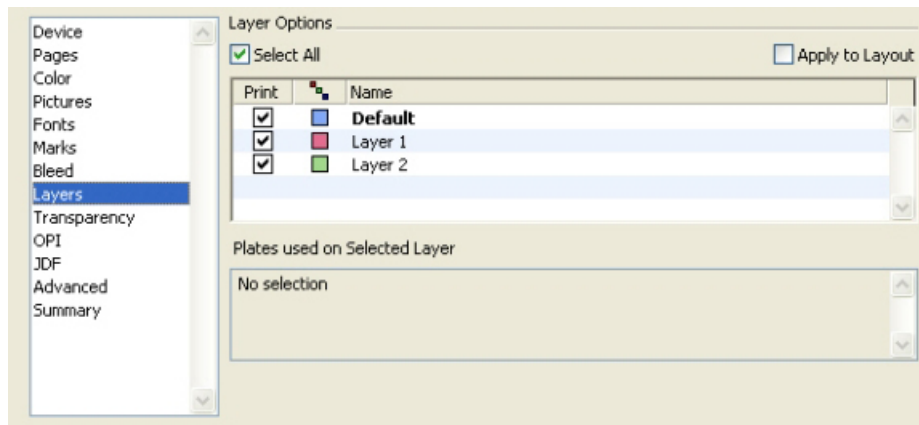 Device
Pages
Color
Pictures
Fonts
Marks
Bleed
Layers
Transparency
OPI
JDF
Advanced
Summary
Layer Options
Select All
Apply to Layout
Print Name
Default
Layer 1
Layer 2
Plates used on Selected Layer
No selection